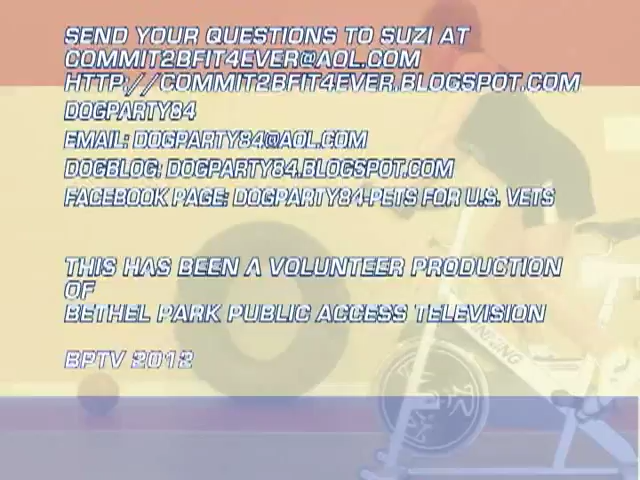 SEND YOUR QUESTIONS TO SUZI AT
COMMIT2BFIT4EVER@AOL.COM
HTTP://COMMIT2BFIT4EVER.BLOGSPOT.COM
DOGPARTY84
EMAIL: DOGPARTY84@AOL.COM
DOGBLOG: DOGPARTY84.BLOGSPOT.COM
FACEBOOK PAGE: DOGPARTY84-PETS FOR U.S. VETS
THIS HAS BEEN A VOLUNTEER PRODUCTION
OF
BETHEL PARK PUBLIC ACCESS TELEVISION
BPTV 2012
SPINNING